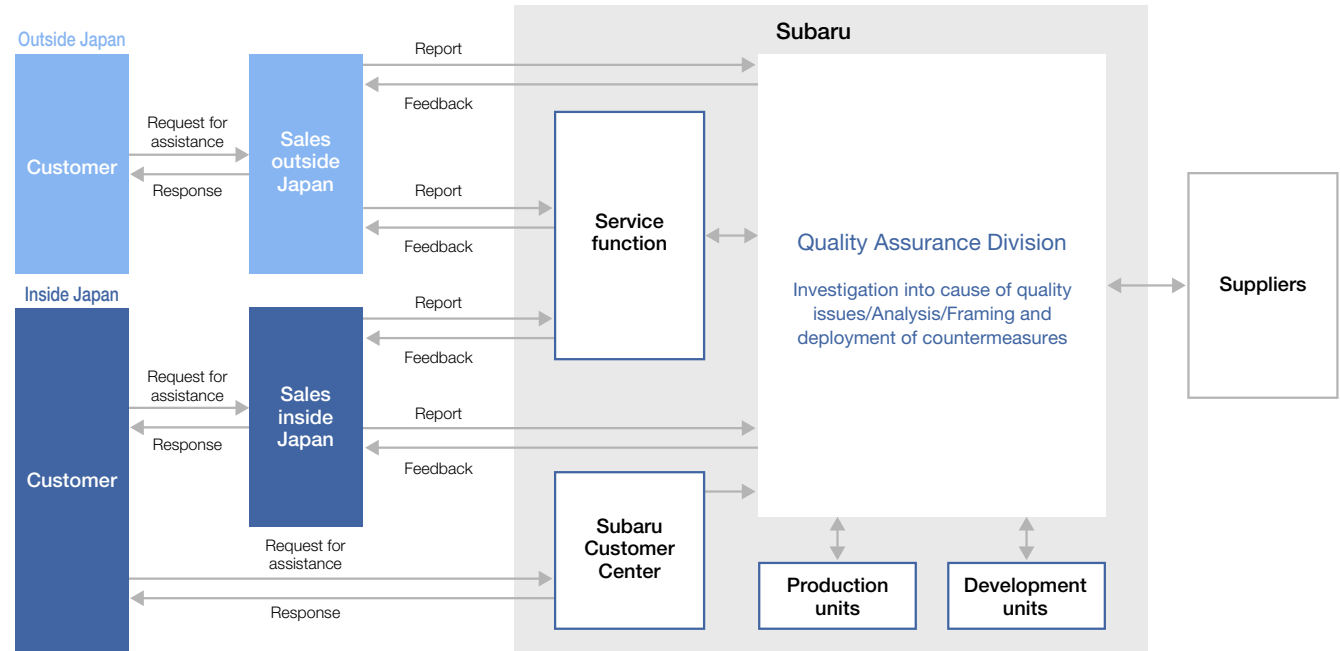 Subaru
Outside Japan
Customer
Request for
assistance
Response
Sales
outside
Japan
Report
Feedback
Report
Feedback
Service
function
Quality Assurance Division
Investigation into cause of quality
issues/Analysis/Framing and
deployment of countermeasures
Suppliers
Inside Japan
Customer
Request for
assistance
Response
Sales
inside
Japan
Report
Feedback
Report
Feedback
Request for
assistance
Response
Subaru
Customer
Center
Production
units
Development
units